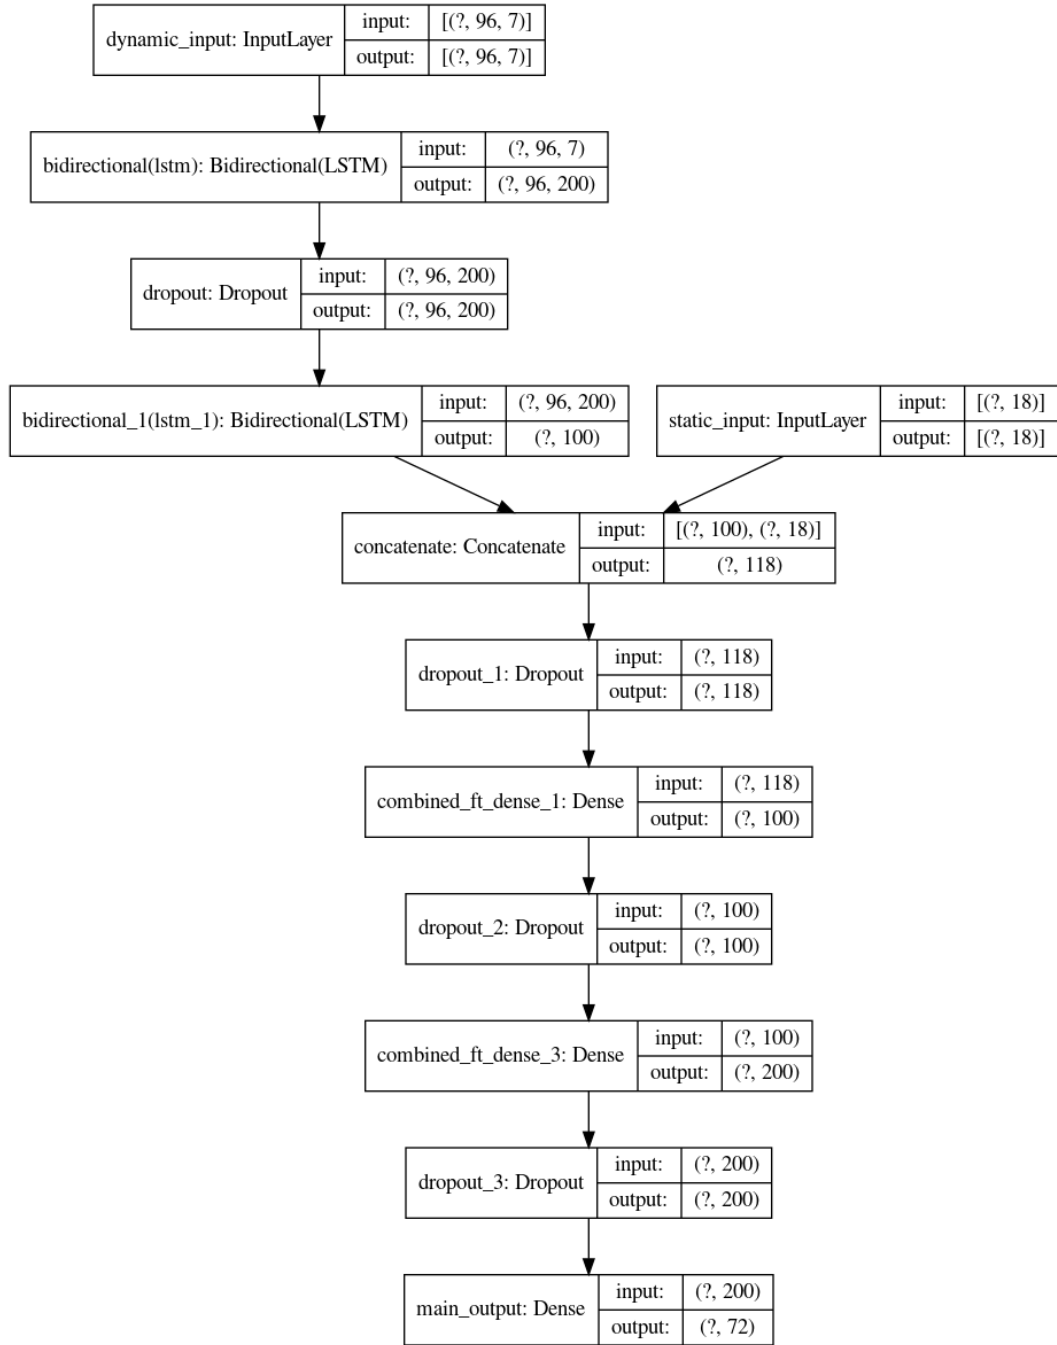 dynamic_input: InputLayer
input: [(?, 96, 7)]
output: [(?, 96, 7)]
bidirectional(lstm): Bidirectional(LSTM)
input: (?, 96, 7)
output: (?, 96, 200)
dropout: Dropout
input: (?, 96, 200)
output: (?, 96, 200)
bidirectional_1(lstm_1): Bidirectional(LSTM)
input: (?, 96, 200)
output: (?, 100)
static_input: InputLayer
input: [(?, 18)]
output: [(?, 18)]
concatenate: Concatenate
input: [(?, 100), (?, 18)]
output: (?, 118)
dropout_1: Dropout
input: (?, 118)
output: (?, 118)
combined_ft_dense_1: Dense
input: (?, 118)
output: (?, 100)
dropout_2: Dropout
input: (?, 100)
output: (?, 100)
combined_ft_dense_3: Dense
input: (?, 100)
output: (?, 200)
dropout_3: Dropout
input: (?, 200)
output: (?, 200)
main_output: Dense
input: (?, 200)
output: (?, 72)